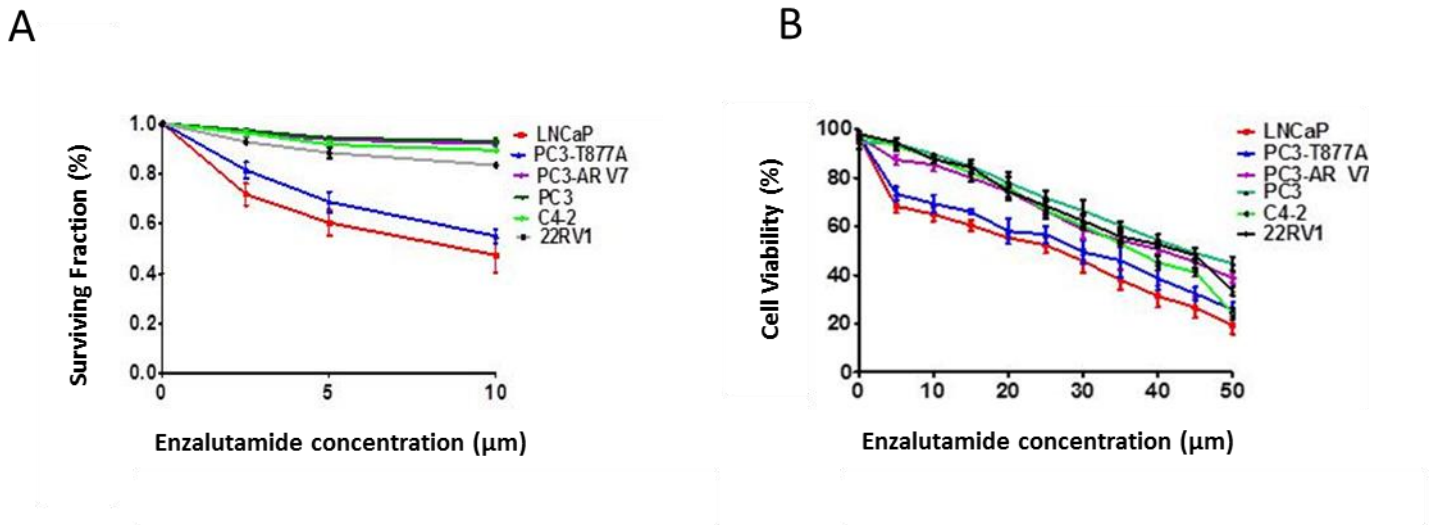 A
B
Surviving Fraction (%)
1.0
0.8
0.6
0.4
0.2
0.0
0
5
10
Enzalutamide concentration (μm)
LNCaP
PC3-T877A
PC3-AR V7
PC3
C4-2
22RV1
Cell Viability (%)
100
80
60
40
20
0
0
10
20
30
40
50
Enzalutamide concentration (μm)
LNCaP
PC3-T877A
PC3-AR V7
PC3
C4-2
22RV1